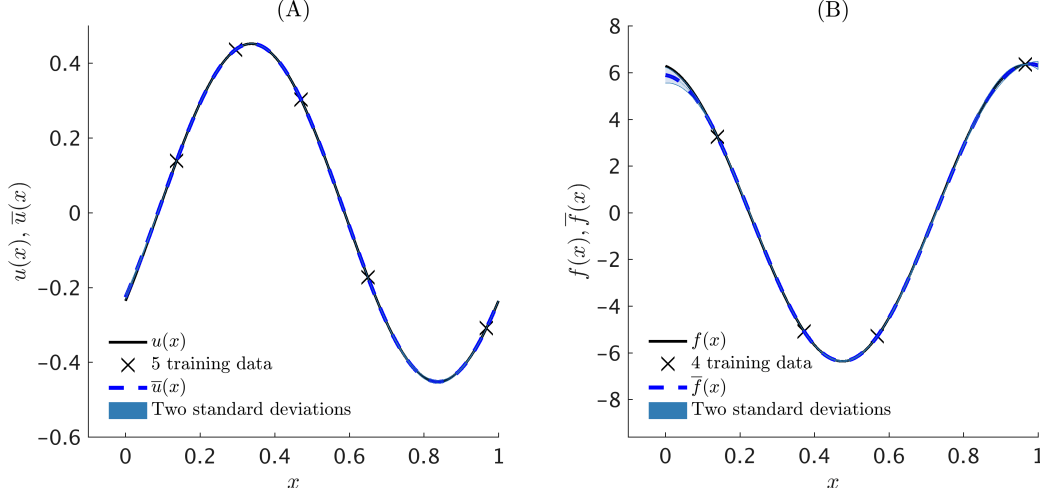 (A)
u(x), u̅(x)
0.4
0.2
0
−0.2
−0.4
−0.6
0
0.2
0.4
0.6
0.8
1
x
u(x)
5 training data
u̅(x)
Two standard deviations
(B)
f(x), f̅(x)
8
6
4
2
0
−2
−4
−6
−8
0
0.2
0.4
0.6
0.8
1
x
f(x)
4 training data
f̅(x)
Two standard deviations